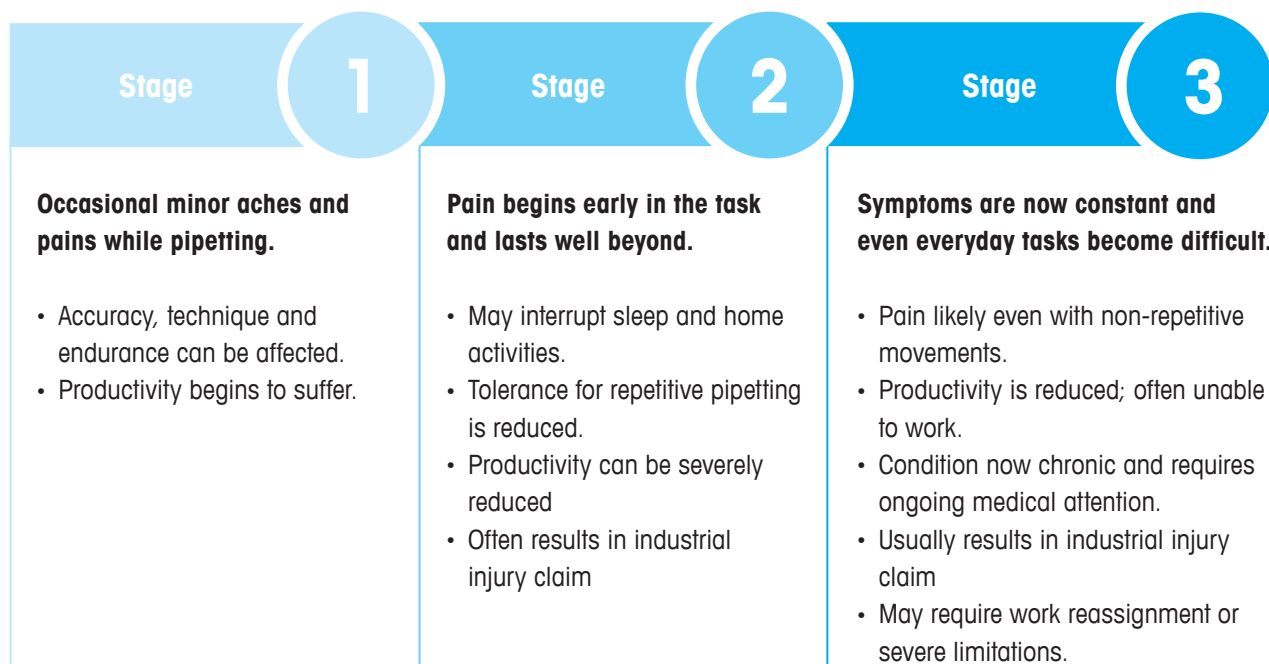 Stage 1
Occasional minor aches and
pains while pipetting.
• Accuracy, technique and
endurance can be affected.
• Productivity begins to suffer.
Stage 2
Pain begins early in the task
and lasts well beyond.
• May interrupt sleep and home
activities.
• Tolerance for repetitive pipetting
is reduced.
• Productivity can be severely
reduced
• Often results in industrial
injury claim
Stage 3
Symptoms are now constant and
even everyday tasks become difficult.
• Pain likely even with non-repetitive
movements.
• Productivity is reduced; often unable
to work.
• Condition now chronic and requires
ongoing medical attention.
• Usually results in industrial injury
claim
• May require work reassignment or
severe limitations.